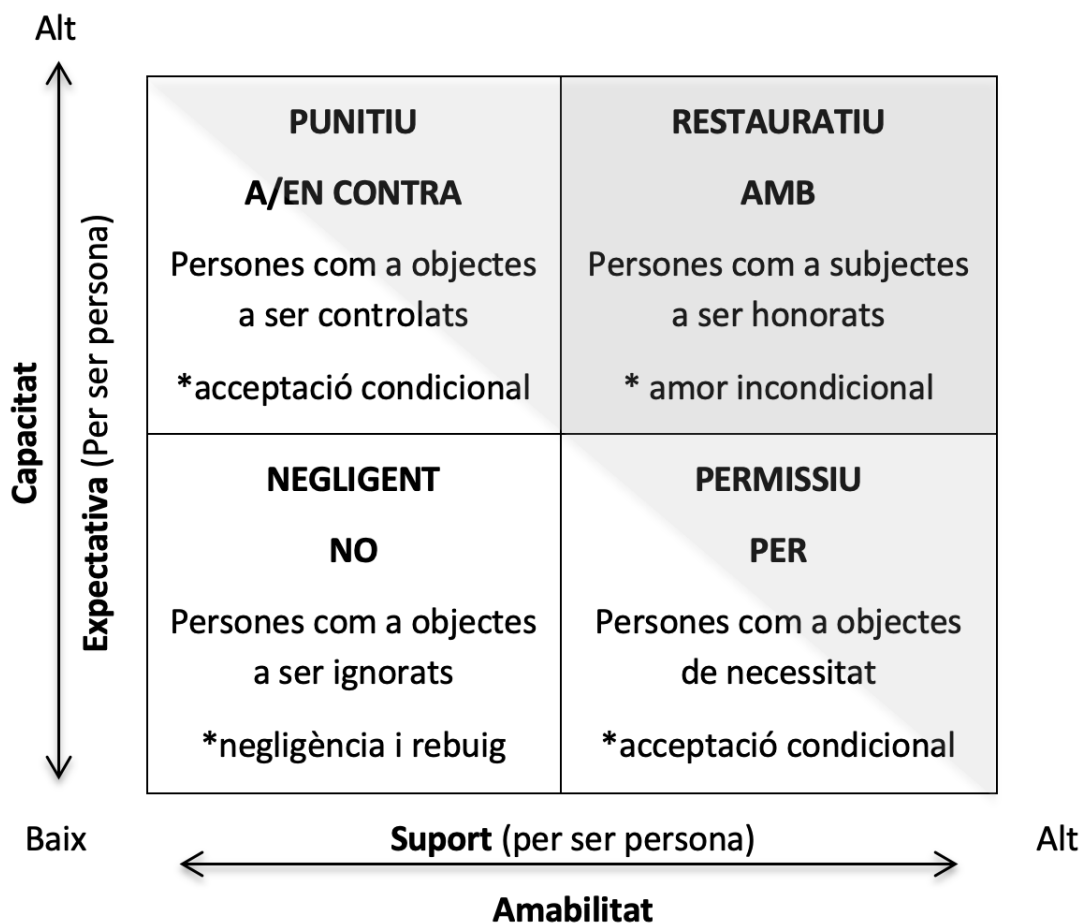 Alt
PUNITIU
A/EN CONTRA
Persones com a objectes
a ser controlats
*acceptació condicional
RESTAURATIU
AMB
Persones com a subjectes
a ser honorats
* amor incondicional
Capacitat
Expectativa (Per ser persona)
NEGLIGENT
NO
Persones com a objectes
a ser ignorats
*negligència i rebuig
PERMISSIU
PER
Persones com a objectes
de necessitat
*acceptació condicional
Baix
Suport (per ser persona)
Alt
Amabilitat